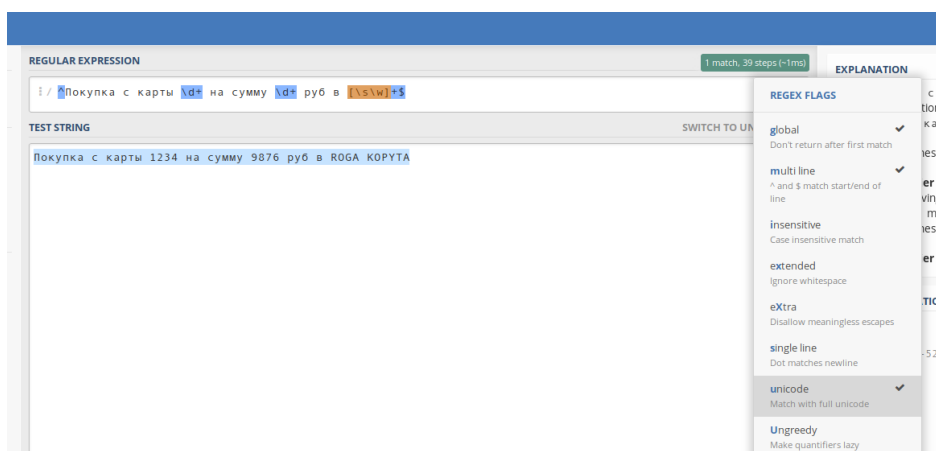 REGULAR EXPRESSION
1 match, 39 steps (~1ms)
EXPLANATION
/ ^Покупка с карты \d+ на сумму \d+ руб в [\s\w]+$
TEST STRING
SWITCH TO UN
Покупка с карты 1234 на сумму 9876 руб в ROGA KOPYTA
REGEX FLAGS
global
Don't return after first match
multi line
^ and $ match start/end of
line
insensitive
Case insensitive match
extended
Ignore whitespace
eXtra
Disallow meaningless escapes
single line
Dot matches newline
unicode
Match with full unicode
Ungreedy
Make quantifiers lazy